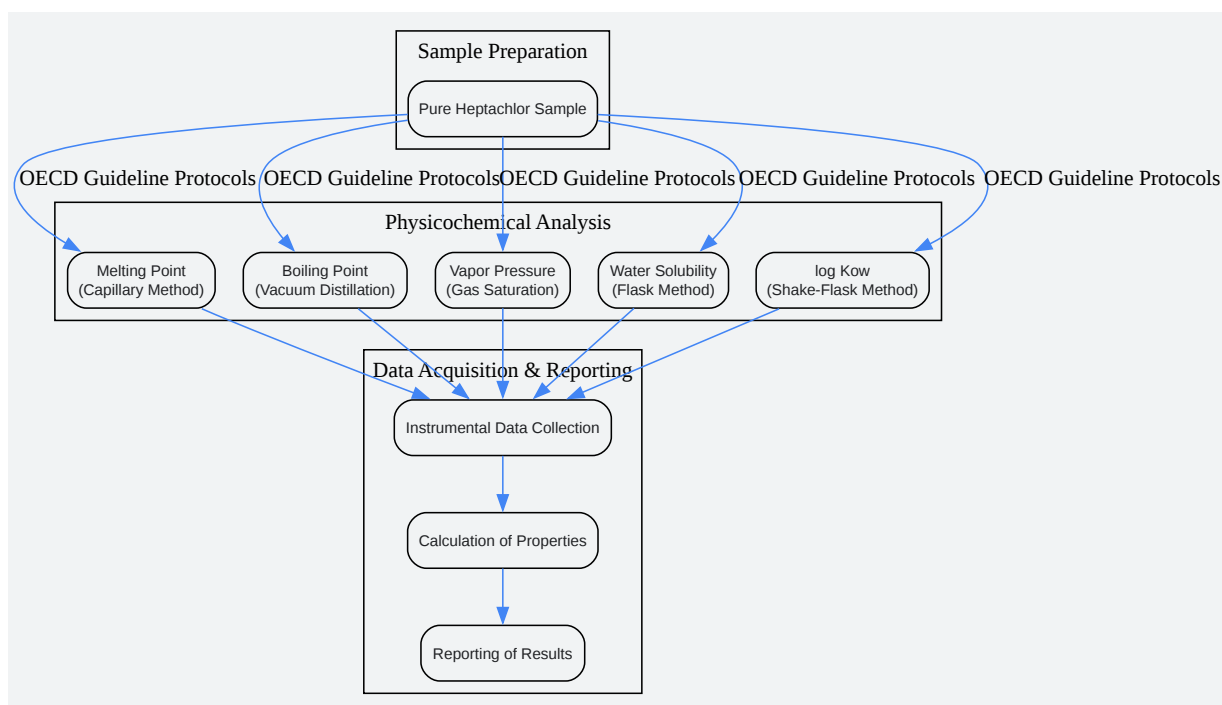 Sample Preparation
Pure Heptachlor Sample
OECD Guideline Protocols
OECD Guideline Protocols
OECD Guideline Protocols
OECD Guideline Protocols
OECD Guideline Protocols
Physicochemical Analysis
Melting Point
(Capillary Method)
Boiling Point
(Vacuum Distillation)
Vapor Pressure
(Gas Saturation)
Water Solubility
(Flask Method)
log Kow
(Shake-Flask Method)
Data Acquisition & Reporting
Instrumental Data Collection
Calculation of Properties
Reporting of Results